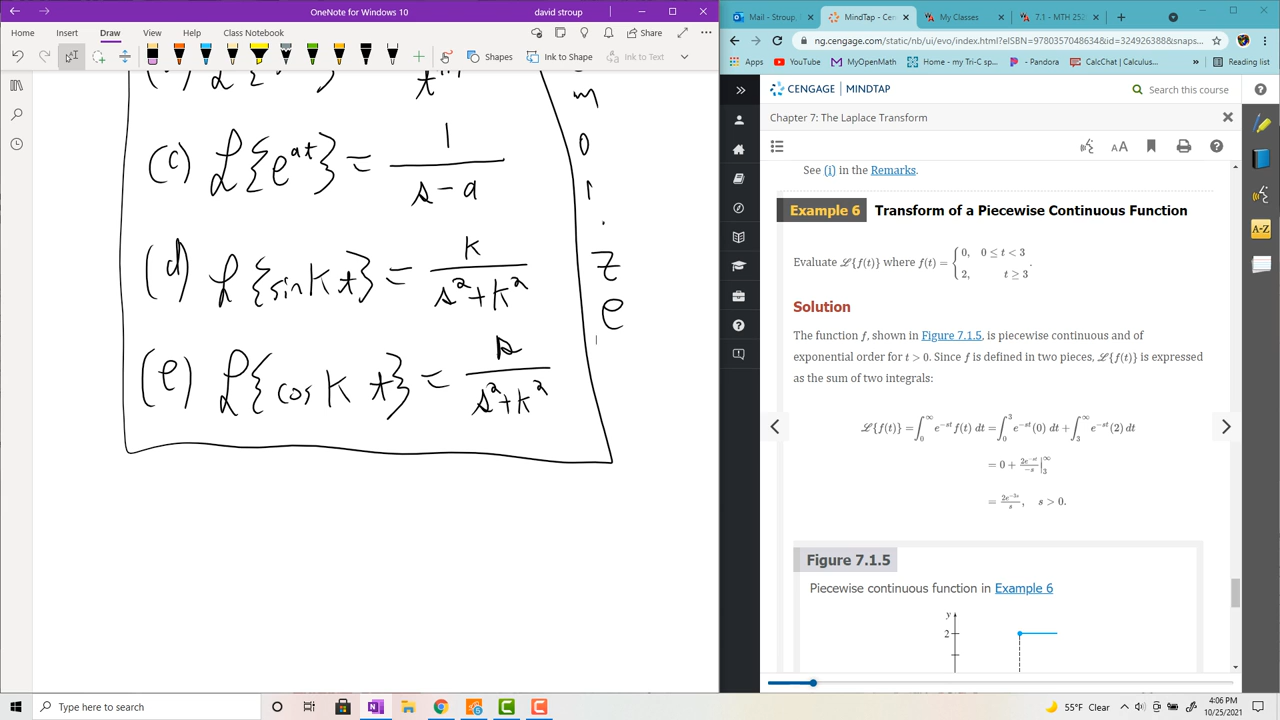 OneNote for Windows 10
david stroup
Home Insert Draw View Help Class Notebook Share
Shapes Ink to Shape Ink to Text
(c) ℒ{e^{at}} = 1/(s-a)
(d) ℒ{sin kt} = k/(s²+k²)
(e) ℒ{cos k t} = s/(s²+k²)
m
o
r
i
z
e
Type here to search
Mail - Stroup, D
MindTap - Cen
My Classes
7.1 - MTH 252
ng.cengage.com/static/nb/ui/evo/index.html?eISBN=9780357048634&id=324926388&snaps...
Apps YouTube MyOpenMath Home - my Tri-C sp... - Pandora CalcChat | Calculus... Reading list
CENGAGE | MINDTAP
Search this course
Chapter 7: The Laplace Transform
AA
A-Z
See (i) in the Remarks.
Example 6 Transform of a Piecewise Continuous Function
Evaluate ℒ{f(t)} where f(t) = { 0, 0 ≤ t < 3
2, t ≥ 3 .
Solution
The function f, shown in Figure 7.1.5, is piecewise continuous and of
exponential order for t > 0. Since f is defined in two pieces, ℒ{f(t)} is expressed
as the sum of two integrals:
ℒ{f(t)} = ∫₀^∞ e^{-st} f(t) dt = ∫₀³ e^{-st} (0) dt + ∫₃^∞ e^{-st} (2) dt
= 0 + 2e^{-st}/-s |₃^∞
= 2e^{-3s}/s, s > 0.
Figure 7.1.5
Piecewise continuous function in Example 6
y
2
55°F Clear
4:06 PM
10/25/2021